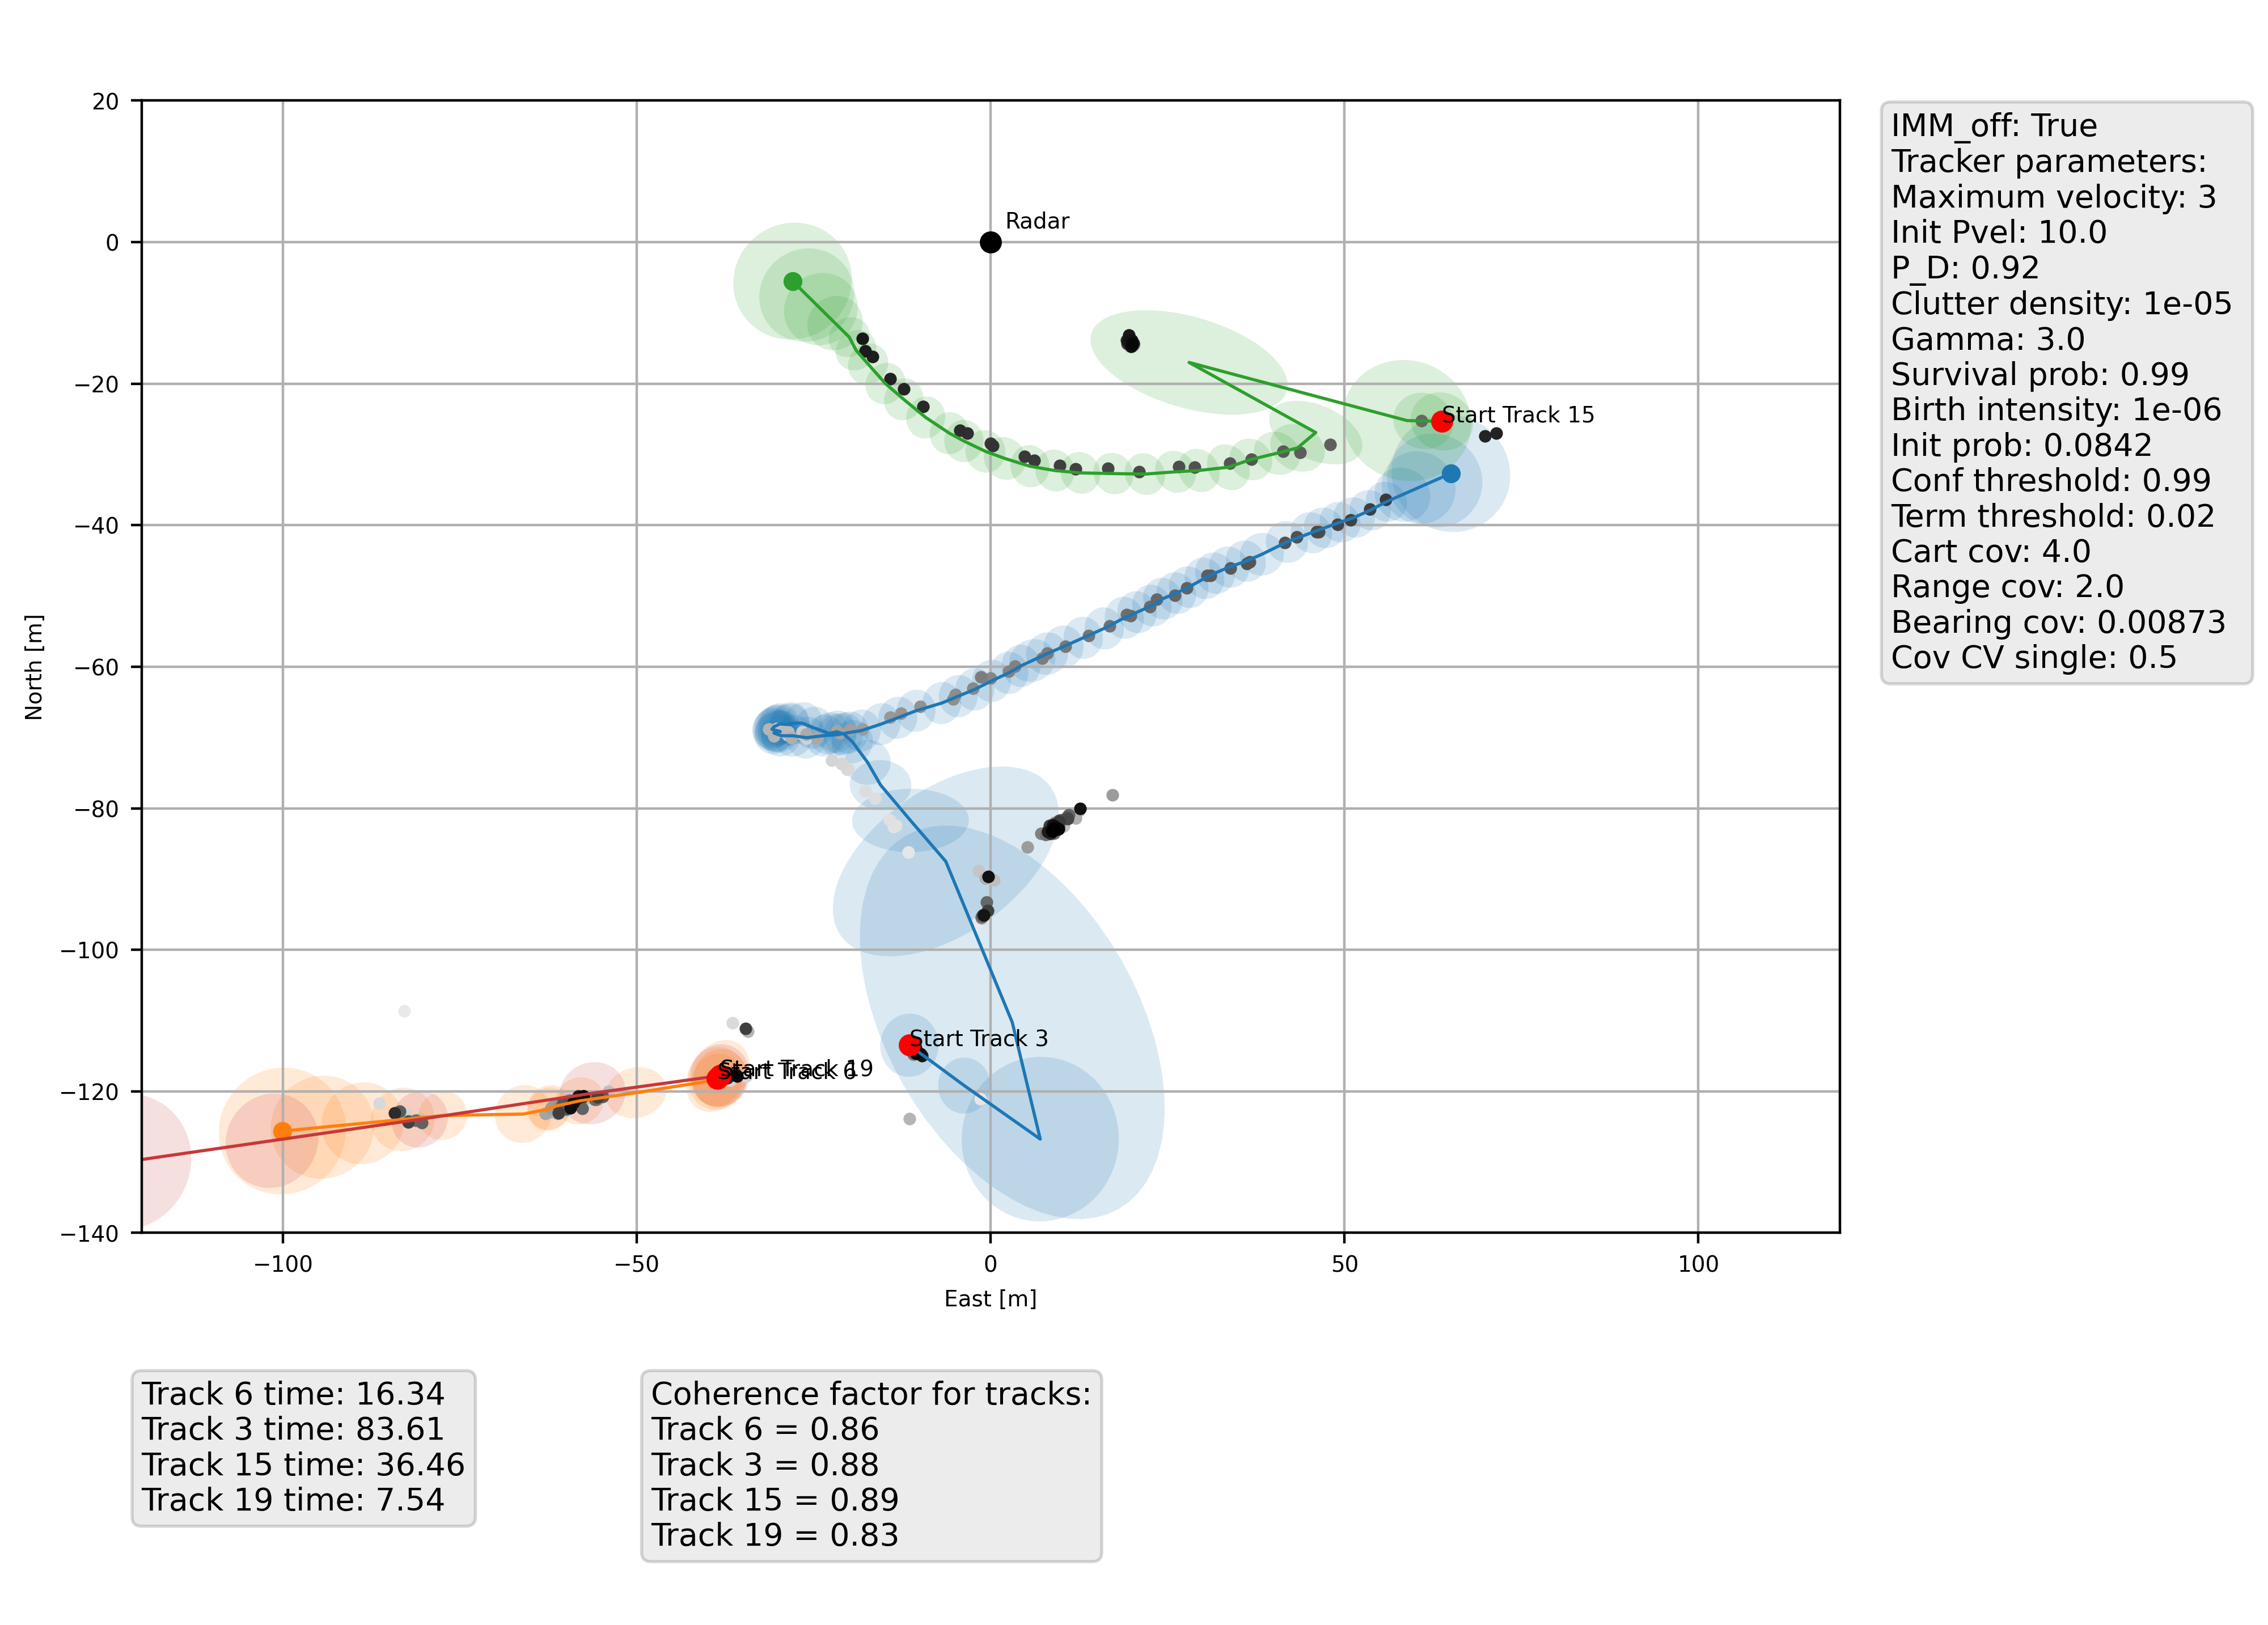 20
0
−20
−40
−60
−80
−100
−120
−140
−100
−50
0
50
100
North [m]
East [m]
Radar
Start Track 15
Start Track 3
Start Track 19
Start Track 6
IMM_off: True
Tracker parameters:
Maximum velocity: 3
Init Pvel: 10.0
P_D: 0.92
Clutter density: 1e-05
Gamma: 3.0
Survival prob: 0.99
Birth intensity: 1e-06
Init prob: 0.0842
Conf threshold: 0.99
Term threshold: 0.02
Cart cov: 4.0
Range cov: 2.0
Bearing cov: 0.00873
Cov CV single: 0.5
Track 6 time: 16.34
Track 3 time: 83.61
Track 15 time: 36.46
Track 19 time: 7.54
Coherence factor for tracks:
Track 6 = 0.86
Track 3 = 0.88
Track 15 = 0.89
Track 19 = 0.83